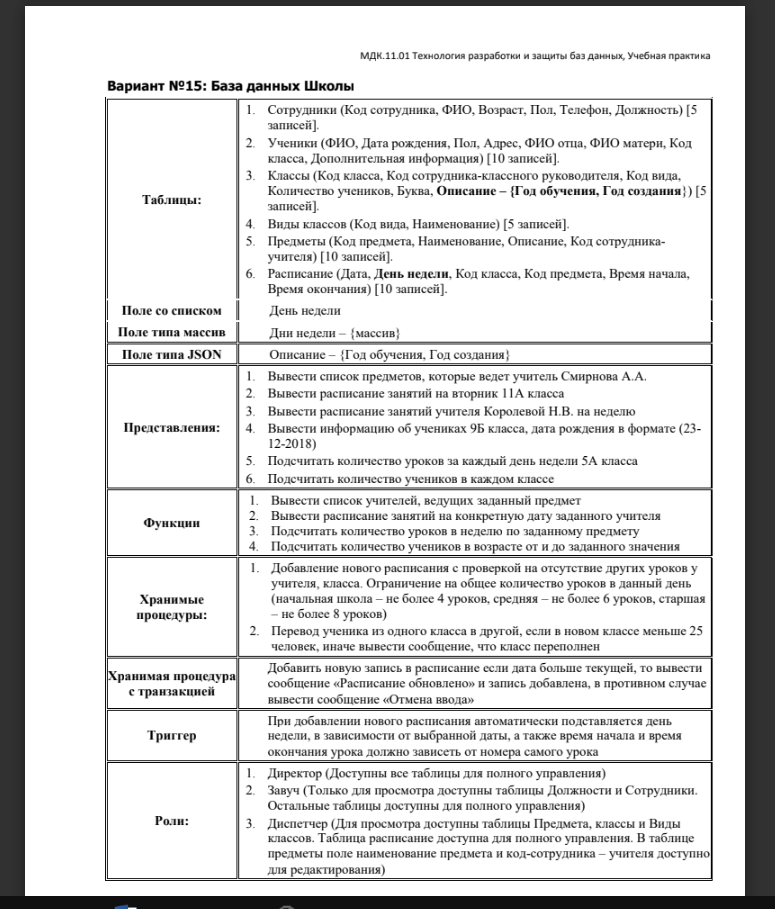 МДК.11.01 Технология разработки и защиты баз данных, Учебная практика
Вариант №15: База данных Школы
Таблицы:
1. Сотрудники (Код сотрудника, ФИО, Возраст, Пол, Телефон, Должность) [5
записей].
2. Ученики (ФИО, Дата рождения, Пол, Адрес, ФИО отца, ФИО матери, Код
класса, Дополнительная информация) [10 записей].
3. Классы (Код класса, Код сотрудника-классного руководителя, Код вида,
Количество учеников, Буква, Описание – {Год обучения, Год создания}) [5
записей].
4. Виды классов (Код вида, Наименование) [5 записей].
5. Предметы (Код предмета, Наименование, Описание, Код сотрудника-
учителя) [10 записей].
6. Расписание (Дата, День недели, Код класса, Код предмета, Время начала,
Время окончания) [10 записей].
Поле со списком
День недели
Поле типа массив
Дни недели – {массив}
Поле типа JSON
Описание – {Год обучения, Год создания}
Представления:
1. Вывести список предметов, которые ведет учитель Смирнова А.А.
2. Вывести расписание занятий на вторник 11А класса
3. Вывести расписание занятий учителя Королевой Н.В. на неделю
4. Вывести информацию об учениках 9Б класса, дата рождения в формате (23-
12-2018)
5. Подсчитать количество уроков за каждый день недели 5А класса
6. Подсчитать количество учеников в каждом классе
Функции
1. Вывести список учителей, ведущих заданный предмет
2. Вывести расписание занятий на конкретную дату заданного учителя
3. Подсчитать количество уроков в неделю по заданному предмету
4. Подсчитать количество учеников в возрасте от и до заданного значения
Хранимые
процедуры:
1. Добавление нового расписания с проверкой на отсутствие других уроков у
учителя, класса. Ограничение на общее количество уроков в данный день
(начальная школа – не более 4 уроков, средняя – не более 6 уроков, старшая
– не более 8 уроков)
2. Перевод ученика из одного класса в другой, если в новом классе меньше 25
человек, иначе вывести сообщение, что класс переполнен
Хранимая процедура
с транзакцией
Добавить новую запись в расписание если дата больше текущей, то вывести
сообщение «Расписание обновлено» и запись добавлена, в противном случае
вывести сообщение «Отмена ввода»
Триггер
При добавлении нового расписания автоматически подставляется день
недели, в зависимости от выбранной даты, а также время начала и время
окончания урока должно зависеть от номера самого урока
Роли:
1. Директор (Доступны все таблицы для полного управления)
2. Завуч (Только для просмотра доступны таблицы Должности и Сотрудники.
Остальные таблицы доступны для полного управления)
3. Диспетчер (Для просмотра доступны таблицы Предмета, классы и Виды
классов. Таблица расписание доступна для полного управления. В таблице
предметы поле наименование предмета и код-сотрудника – учителя доступно
для редактирования)